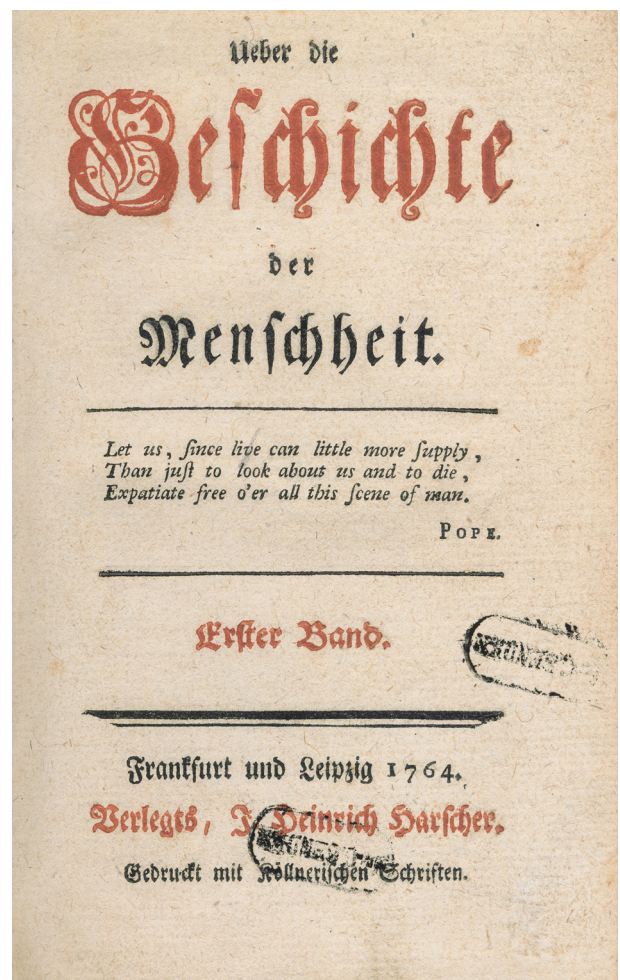 Ueber die
Geſchichte
der
Menſchheit.
Let us, ſince live can little more ſupply,
Than juſt to look about us and to die,
Expatiate free o'er all this ſcene of man.
POPE.
Erſter Band.
Frankfurt und Leipzig 1764.
Verlegts, J. Heinrich Harſcher.
Gedruckt mit Köllneriſchen Schriften.